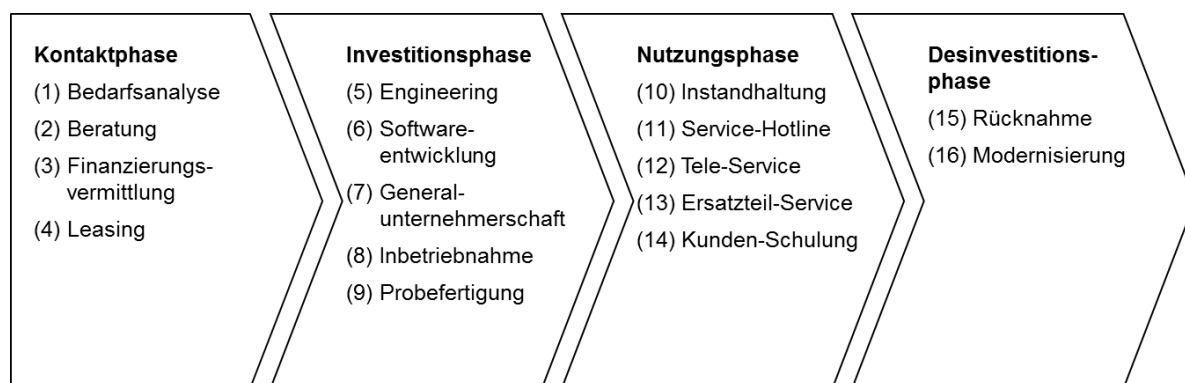 Kontaktphase
(1) Bedarfsanalyse
(2) Beratung
(3) Finanzierungs-
vermittlung
(4) Leasing
Investitionsphase
(5) Engineering
(6) Software-
entwicklung
(7) General-
unternehmerschaft
(8) Inbetriebnahme
(9) Probefertigung
Nutzungsphase
(10) Instandhaltung
(11) Service-Hotline
(12) Tele-Service
(13) Ersatzteil-Service
(14) Kunden-Schulung
Desinvestitions-
phase
(15) Rücknahme
(16) Modernisierung